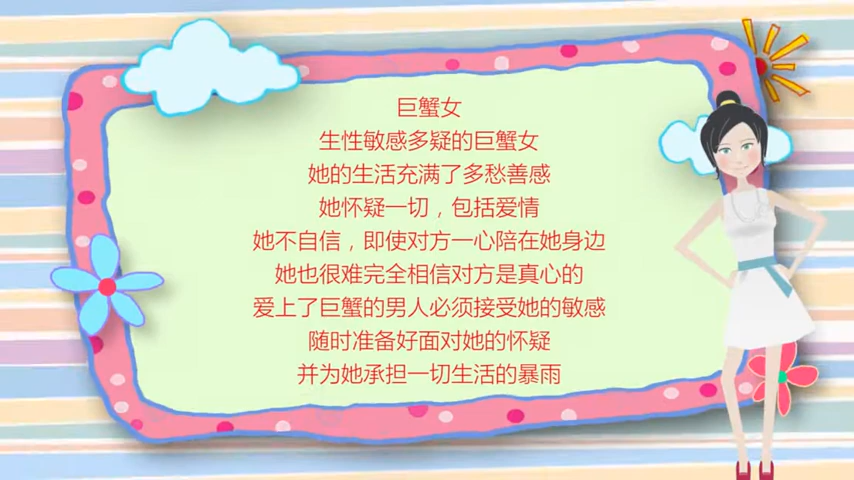 巨蟹女
生性敏感多疑的巨蟹女
她的生活充满了多愁善感
她怀疑一切，包括爱情
她不自信，即使对方一心陪在她身边
她也很难完全相信对方是真心的
爱上了巨蟹的男人必须接受她的敏感
随时准备好面对她的怀疑
并为她承担一切生活的暴雨